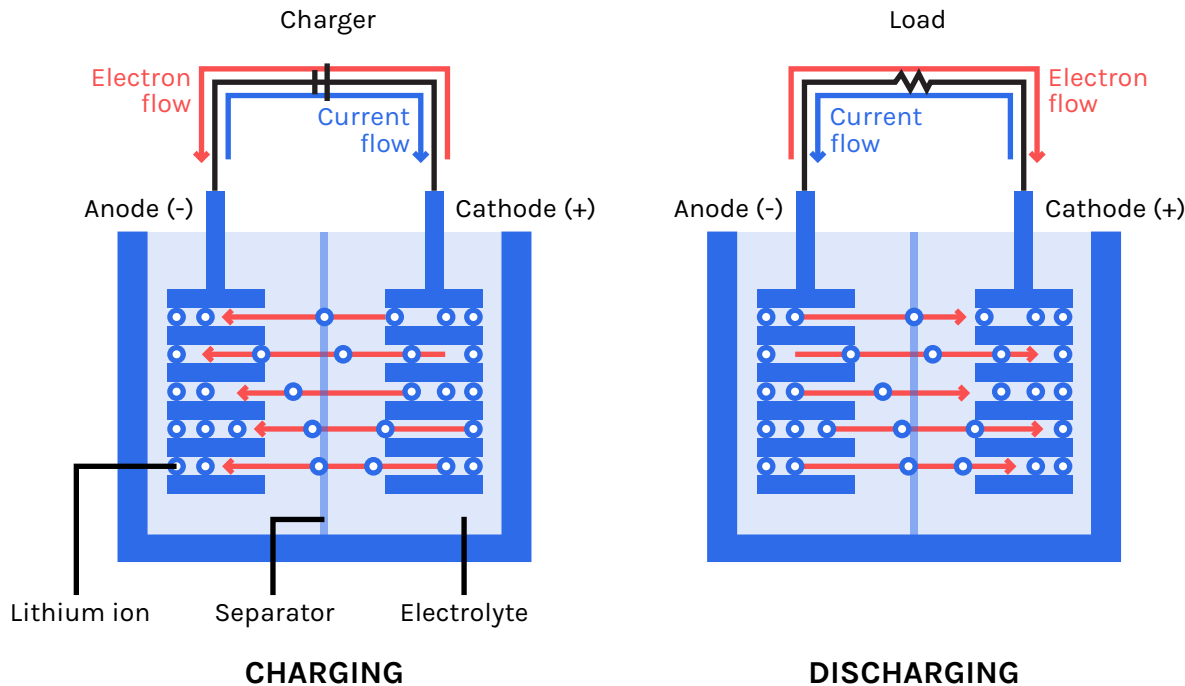 Charger
Electron
flow
Current
flow
Anode (-)
Cathode (+)
Lithium ion
Separator
Electrolyte
CHARGING
Load
Electron
flow
Current
flow
Anode (-)
Cathode (+)
DISCHARGING